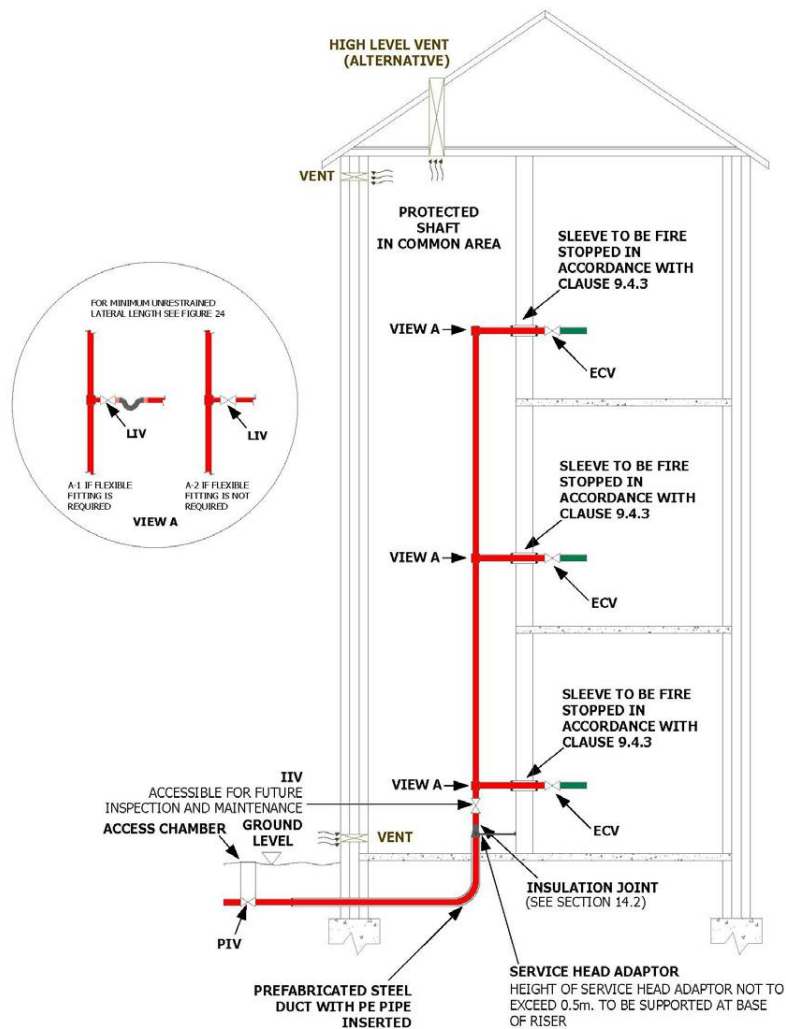 HIGH LEVEL VENT
(ALTERNATIVE)
VENT
PROTECTED
SHAFT
IN COMMON AREA
SLEEVE TO BE FIRE
STOPPED IN
ACCORDANCE WITH
CLAUSE 9.4.3
VIEW A
ECV
FOR MINIMUM UNRESTRAINED
LATERAL LENGTH SEE FIGURE 24
LIV
LIV
A-1 IF FLEXIBLE
FITTING IS
REQUIRED
A-2 IF FLEXIBLE
FITTING IS NOT
REQUIRED
VIEW A
SLEEVE TO BE FIRE
STOPPED IN
ACCORDANCE WITH
CLAUSE 9.4.3
VIEW A
ECV
SLEEVE TO BE FIRE
STOPPED IN
ACCORDANCE WITH
CLAUSE 9.4.3
VIEW A
ECV
IIV
ACCESSIBLE FOR FUTURE
INSPECTION AND MAINTENANCE
ACCESS CHAMBER
GROUND
LEVEL
VENT
PIV
INSULATION JOINT
(SEE SECTION 14.2)
PREFABRICATED STEEL
DUCT WITH PE PIPE
INSERTED
SERVICE HEAD ADAPTOR
HEIGHT OF SERVICE HEAD ADAPTOR NOT TO
EXCEED 0.5m. TO BE SUPPORTED AT BASE
OF RISER